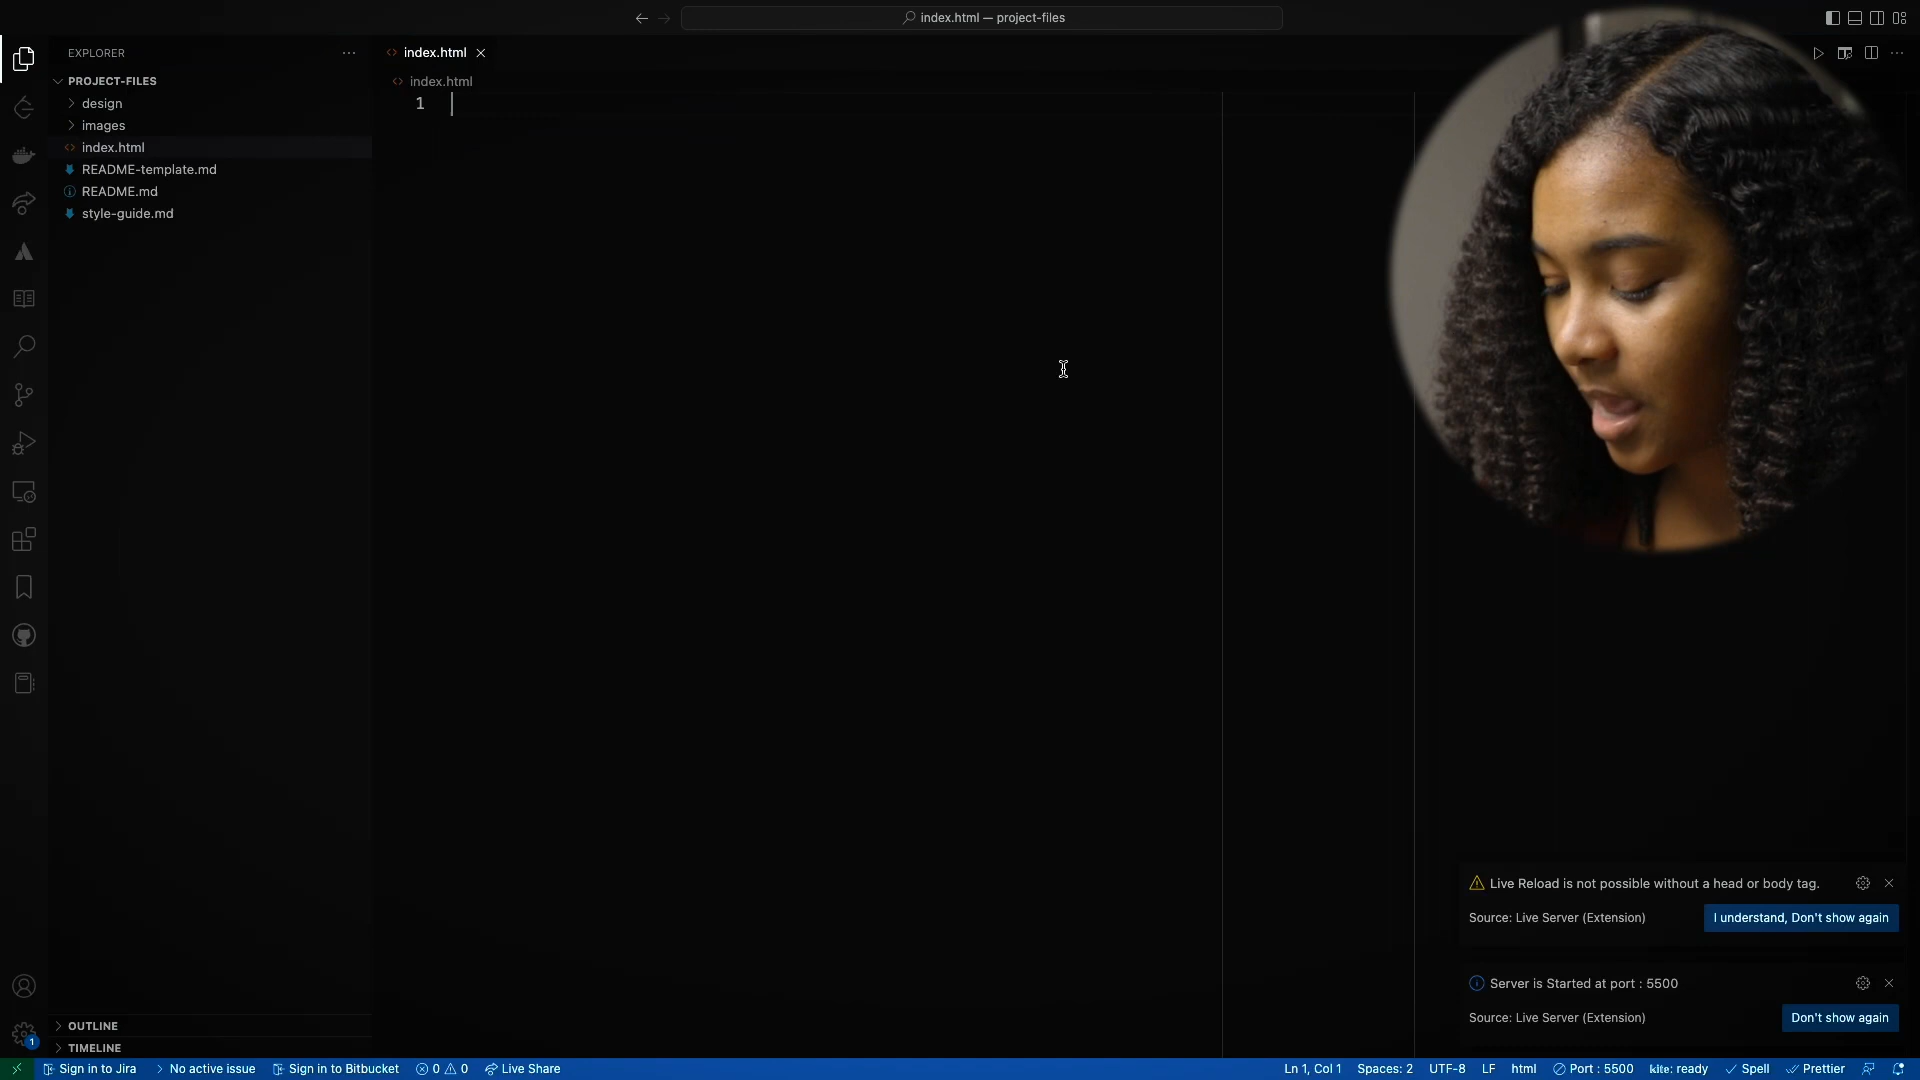 index.html — project-files
EXPLORER
index.html
PROJECT-FILES
index.html
design
1
images
index.html
README-template.md
README.md
style-guide.md
Live Reload is not possible without a head or body tag.
Source: Live Server (Extension)
I understand, Don't show again
Server is Started at port : 5500
Source: Live Server (Extension)
Don't show again
OUTLINE
1
TIMELINE
Sign in to Jira
No active issue
Sign in to Bitbucket
0
0
Live Share
Ln 1, Col 1
Spaces: 2
UTF-8
LF
html
Port : 5500
kite: ready
Spell
Prettier